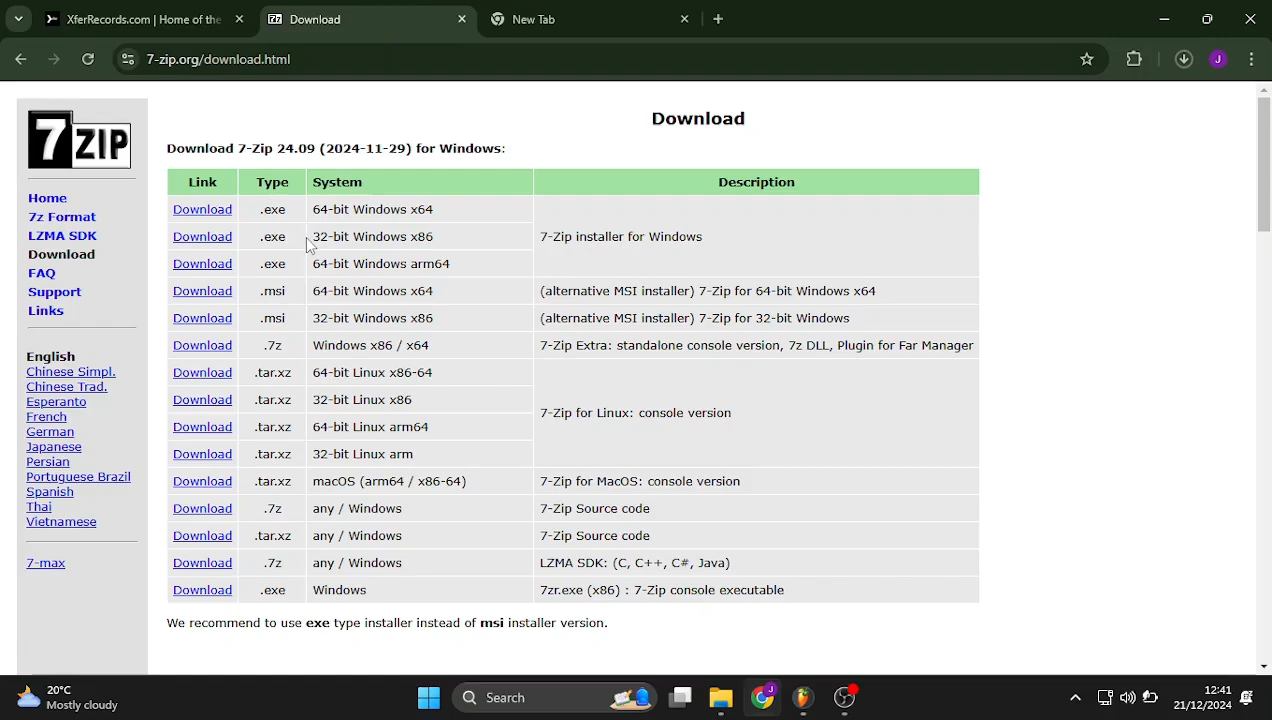 XferRecords.com | Home of the
Download
New Tab
7-zip.org/download.html
J
7 ZIP
Home
7z Format
LZMA SDK
Download
FAQ
Support
Links
English
Chinese Simpl.
Chinese Trad.
Esperanto
French
German
Japanese
Persian
Portuguese Brazil
Spanish
Thai
Vietnamese
7-max
Download
Download 7-Zip 24.09 (2024-11-29) for Windows:
Link Type System Description
Download .exe 64-bit Windows x64
Download .exe 32-bit Windows x86 7-Zip installer for Windows
Download .exe 64-bit Windows arm64
Download .msi 64-bit Windows x64 (alternative MSI installer) 7-Zip for 64-bit Windows x64
Download .msi 32-bit Windows x86 (alternative MSI installer) 7-Zip for 32-bit Windows
Download .7z Windows x86 / x64 7-Zip Extra: standalone console version, 7z DLL, Plugin for Far Manager
Download .tar.xz 64-bit Linux x86-64
Download .tar.xz 32-bit Linux x86 7-Zip for Linux: console version
Download .tar.xz 64-bit Linux arm64
Download .tar.xz 32-bit Linux arm
Download .tar.xz macOS (arm64 / x86-64) 7-Zip for MacOS: console version
Download .7z any / Windows 7-Zip Source code
Download .tar.xz any / Windows 7-Zip Source code
Download .7z any / Windows LZMA SDK: (C, C++, C#, Java)
Download .exe Windows 7zr.exe (x86) : 7-Zip console executable
We recommend to use exe type installer instead of msi installer version.
20°C
Mostly cloudy
Search
J
12:41
21/12/2024